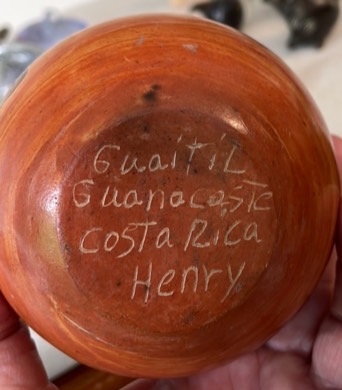 Guaitil
Guanacaste
Costa Rica
Henry